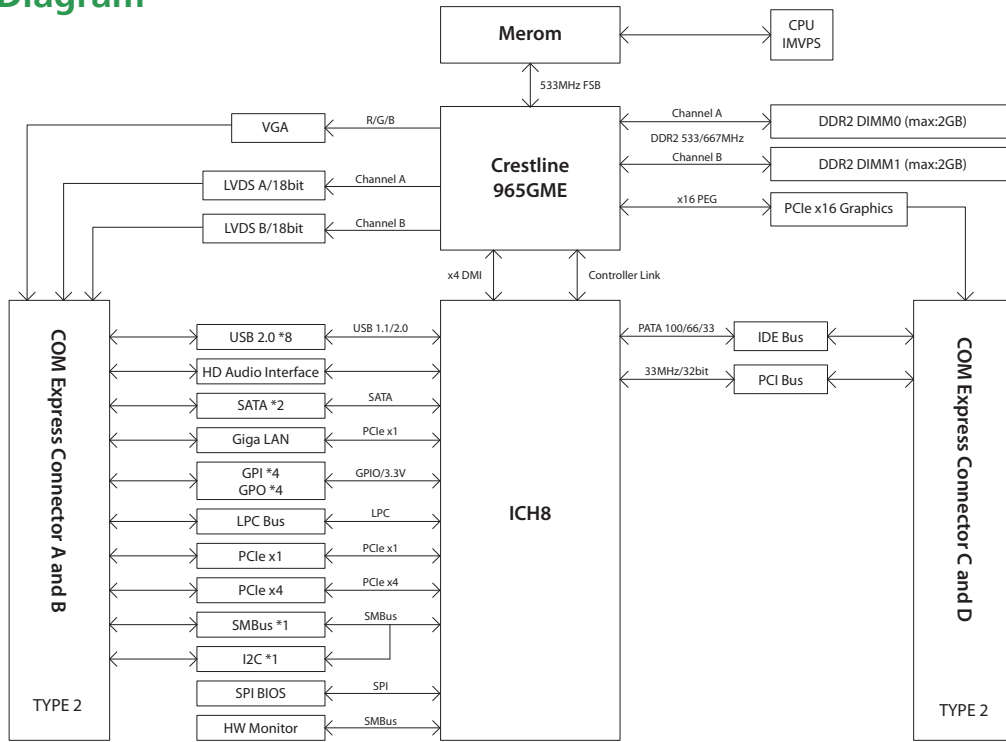 Diagram
Merom
CPU
IMVPS
533MHz FSB
VGA
R/G/B
Crestline
965GME
Channel A
DDR2 533/667MHz
Channel B
DDR2 DIMM0 (max:2GB)
DDR2 DIMM1 (max:2GB)
LVDS A/18bit
Channel A
LVDS B/18bit
Channel B
x16 PEG
PCIe x16 Graphics
x4 DMI
Controller Link
COM Express Connector A and B
TYPE 2
USB 2.0 *8
USB 1.1/2.0
HD Audio Interface
SATA *2
SATA
Giga LAN
PCIe x1
GPI *4
GPO *4
GPIO/3.3V
LPC Bus
LPC
PCIe x1
PCIe x1
PCIe x4
PCIe x4
SMBus *1
SMBus
I2C *1
SPI BIOS
SPI
HW Monitor
SMBus
ICH8
PATA 100/66/33
IDE Bus
33MHz/32bit
PCI Bus
COM Express Connector C and D
TYPE 2